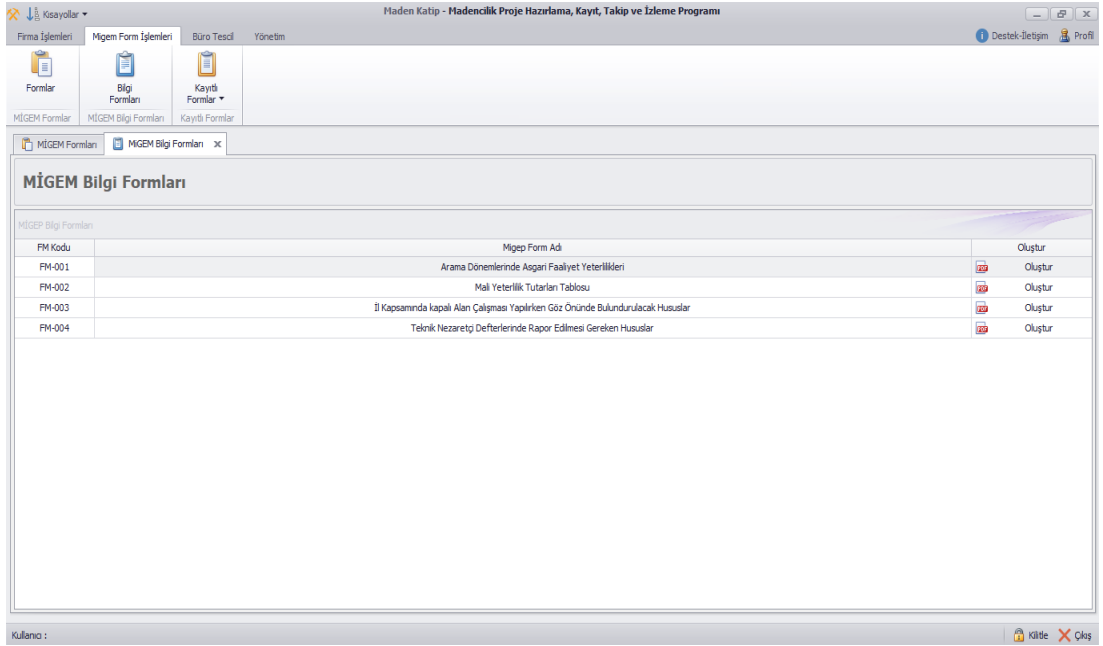 Kısayollar
Maden Katip - Madencilik Proje Hazırlama, Kayıt, Takip ve İzleme Programı
Firma İşlemleri Migem Form İşlemleri Büro Tescil Yönetim Destek-İletişim Profil
Formlar
Bilgi
Formları
Kayıtlı
Formlar
MİGEM Formlar MİGEM Bilgi Formları Kayıtlı Formlar
MİGEM Formları MiGEM Bilgi Formları x
MİGEM Bilgi Formları
MİGEP Bilgi Formları
FM Kodu Migep Form Adı Oluştur
FM-001 Arama Dönemlerinde Asgari Faaliyet Yeterlilikleri PDF Oluştur
FM-002 Mali Yeterlilik Tutarları Tablosu PDF Oluştur
FM-003 İl Kapsamında kapalı Alan Çalışması Yapılırken Göz Önünde Bulundurulacak Hususlar PDF Oluştur
FM-004 Teknik Nezaretçi Defterlerinde Rapor Edilmesi Gereken Hususlar PDF Oluştur
Kullanıcı : Kilitle Çıkış